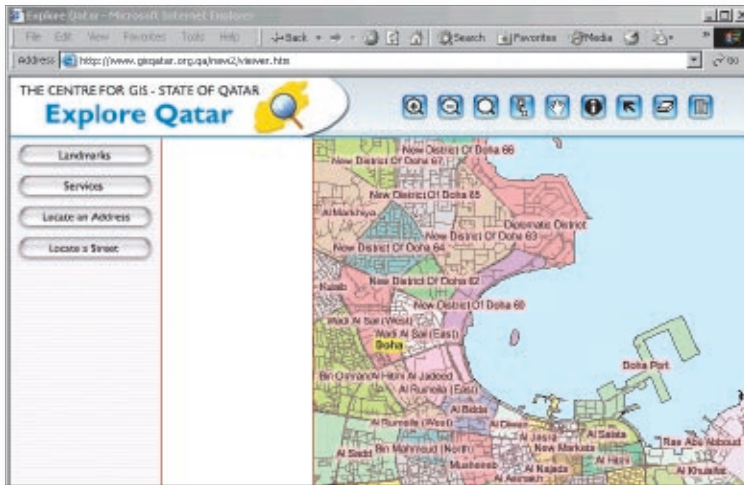 Explore Qatar - Microsoft Internet Explorer
File Edit View Favorites Tools Help Back Search Favorites Media
Address http://www.gisqatar.org.qa/new2/viewer.htm Go
THE CENTRE FOR GIS - STATE OF QATAR
Explore Qatar
Landmarks
Services
Locate an Address
Locate a Street
New District Of Doha 66
New District Of Doha 67
New District Of Doha 65
Al Markhiya
Diplomatic District
New District Of Doha 63
New District Of Doha 64
New District Of Doha 62
Kulaib
New District Of Doha 60
Wadi Al Sail (West)
Wadi Al Sail (East)
Doha
Doha Port
Bin Omran Al Hitmi Al Jadeed
Al Rumeila (East)
Al Bidda
Al Rumeila (West) Al Diwan
Al Jasra Al Salata
Al Sadd Bin Mahmoud (North) New Markets Ras Abu Abboud
Musheireb Al Hitmi
Al Najada Al Khulaifat
Al Asmakh